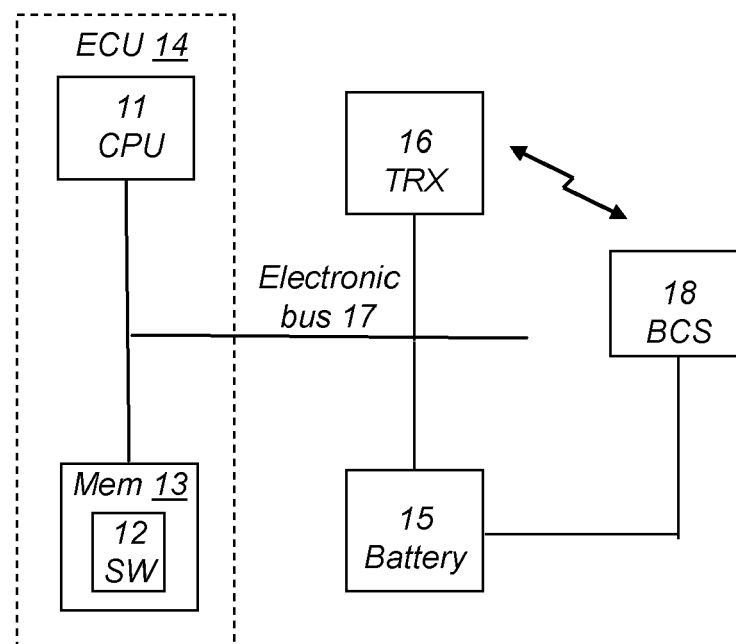 ECU 14
11
CPU
16
TRX
Electronic
bus 17
18
BCS
Mem 13
12
SW
15
Battery